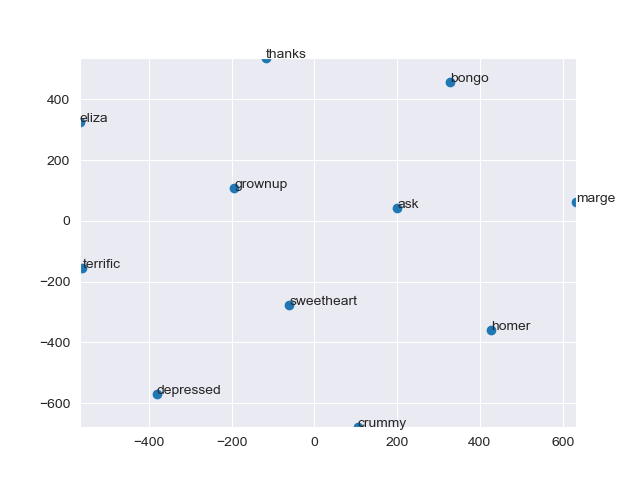 thanks
bongo
400
eliza
200
grownup
ask
marge
0
terrific
−200
sweetheart
homer
−400
depressed
−600
crummy
−400 −200 0 200 400 600